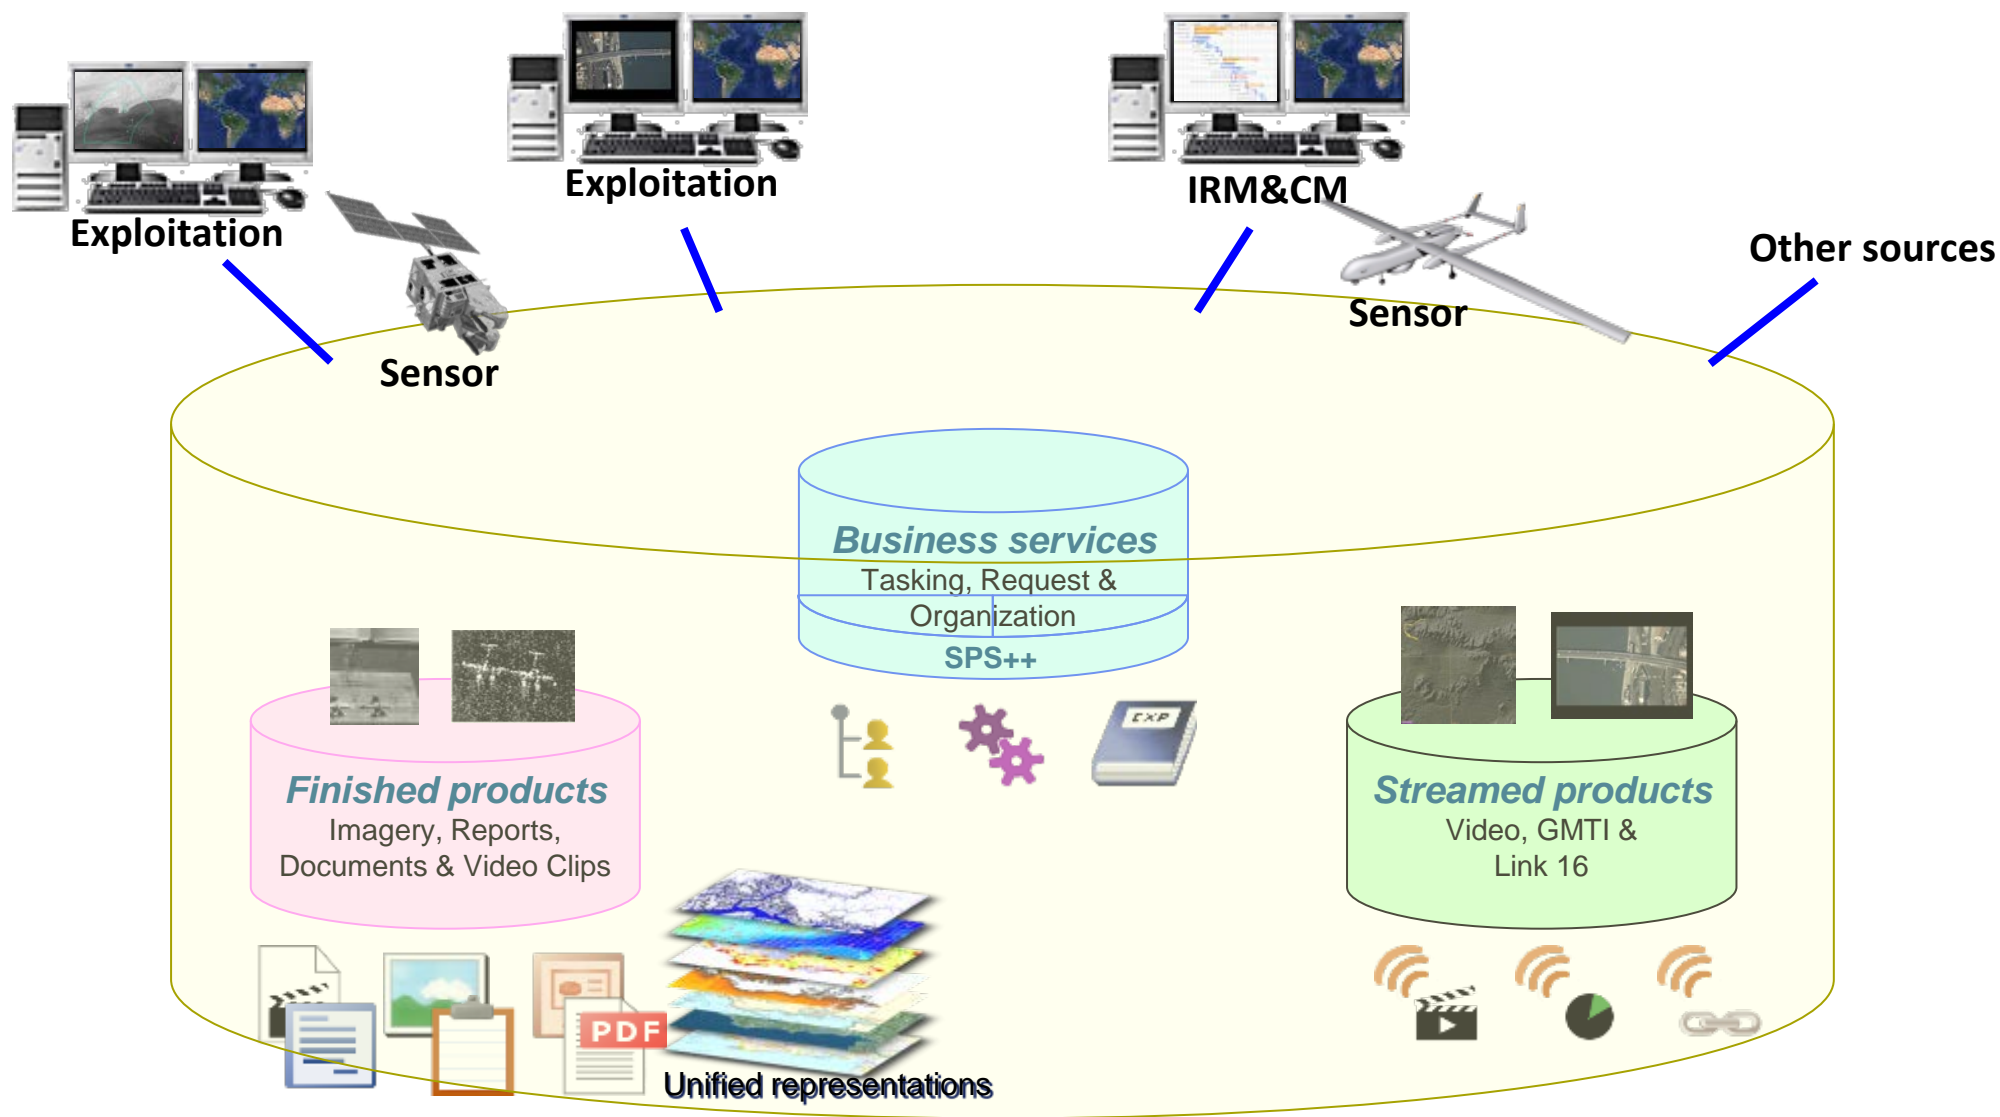 Exploitation
Exploitation
IRM&CM
Other sources
Sensor
Sensor
Business services
Tasking, Request &
Organization
SPS++
EXP
Finished products
Imagery, Reports,
Documents & Video Clips
Streamed products
Video, GMTI &
Link 16
PDF
Unified representations